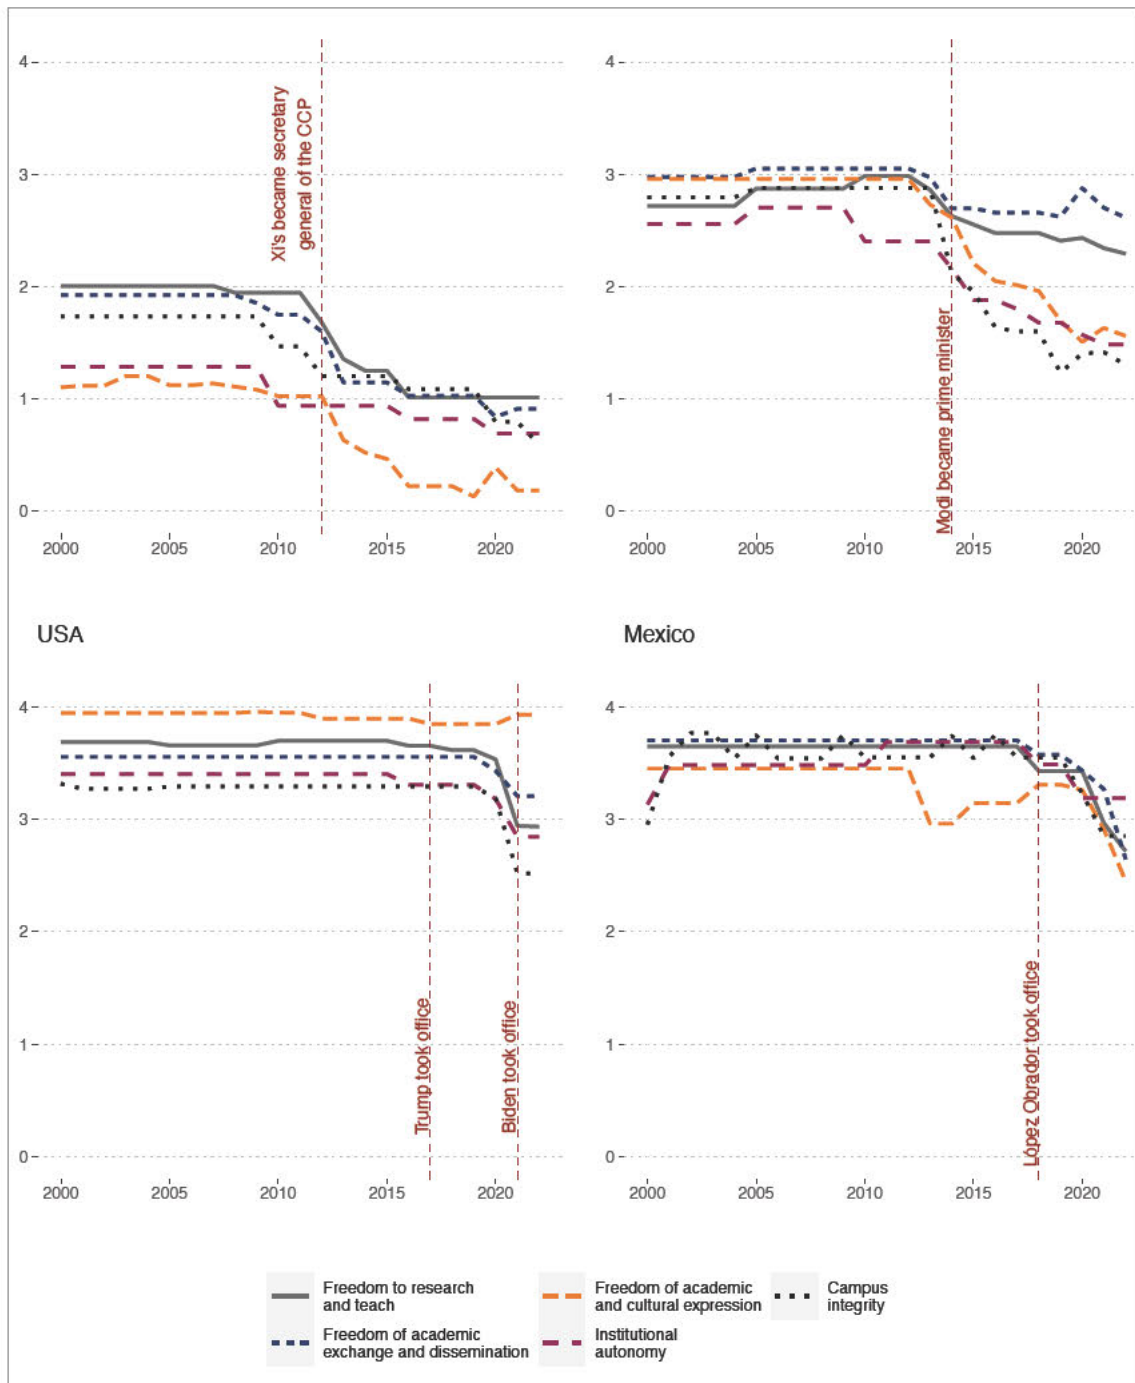 4
3
2
1
0
2000 2005 2010 2015 2020
Xi's became secretary
general of the CCP
4
3
2
1
0
2000 2005 2010 2015 2020
Modi became prime minister
USA
4
3
2
1
0
2000 2005 2010 2015 2020
Trump took office
Biden took office
Mexico
4
3
2
1
0
2000 2005 2010 2015 2020
López Obrador took office
Freedom to research
and teach
Freedom of academic
and cultural expression
Campus
integrity
Freedom of academic
exchange and dissemination
Institutional
autonomy